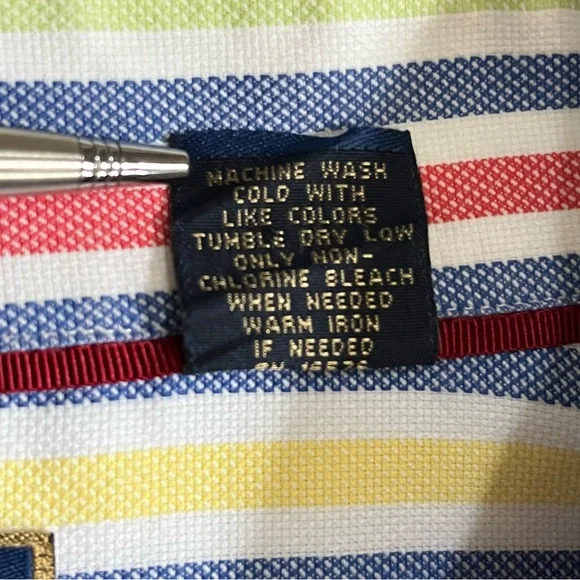 MACHINE WASH
COLD WITH
LIKE COLORS
TUMBLE DRY LOW
ONLY NON-
CHLORINE BLEACH
WHEN NEEDED
WARM IRON
IF NEEDED